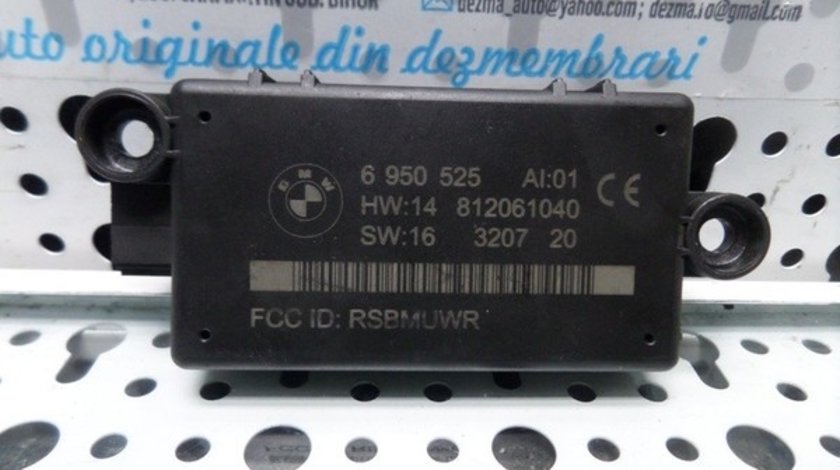 dezma_auto@yahoo.com ; dezma.ro@gmail.com
uto originale din dezmembrari
BMW
6 950 525 AI:01
CE
HW:14 812061040
SW:16 3207 20
FCC ID: RSBMUWR